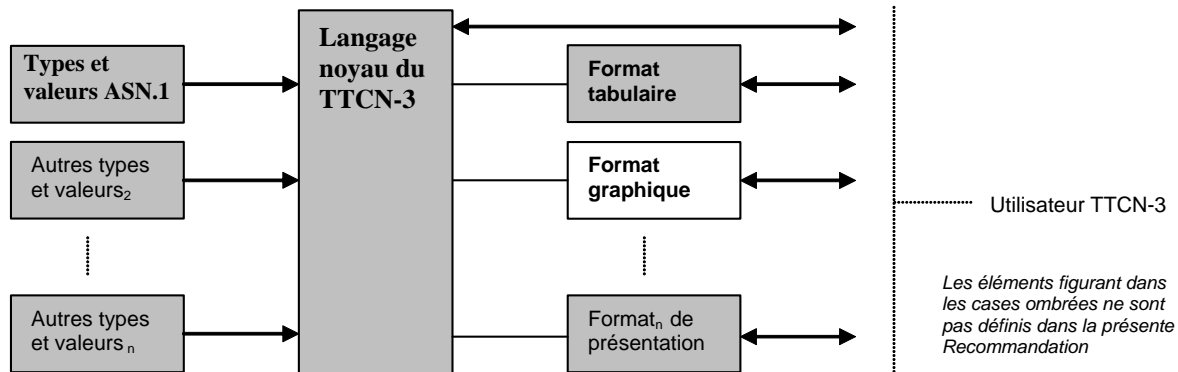 Types et
valeurs ASN.1
Autres types
et valeurs₂
Autres types
et valeurs ₙ
Langage
noyau du
TTCN-3
Format
tabulaire
Format
graphique
Formatₙ de
présentation
Utilisateur TTCN-3
Les éléments figurant dans
les cases ombrées ne sont
pas définis dans la présente
Recommandation